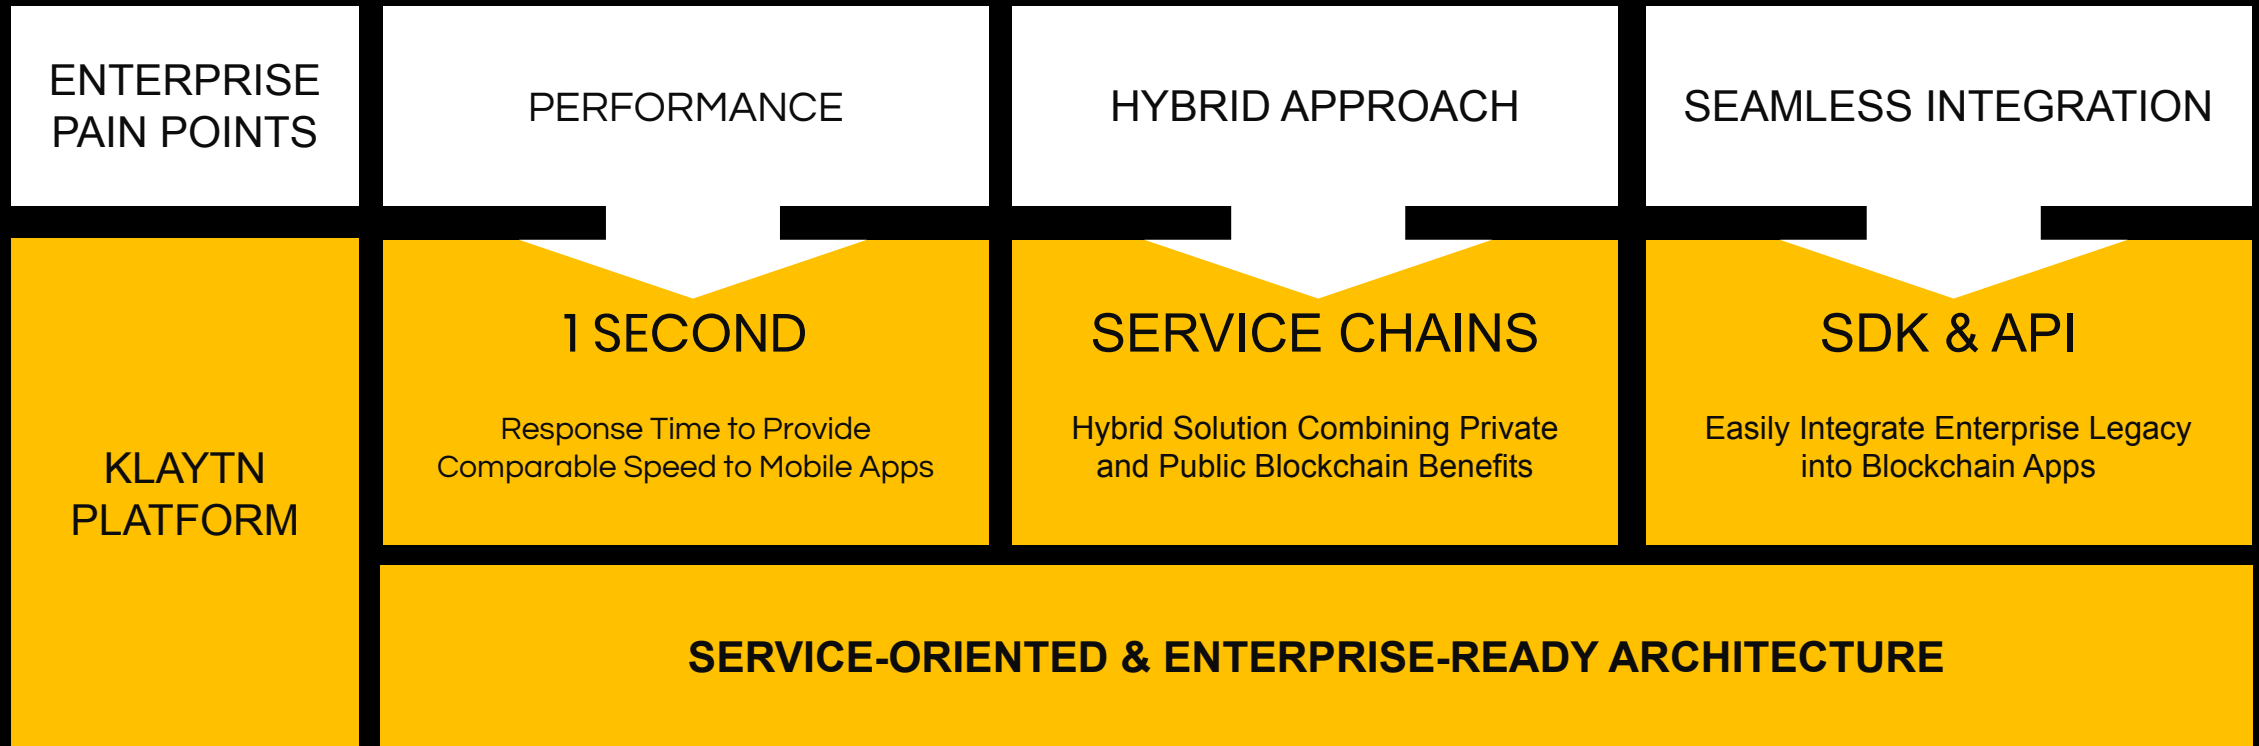 ENTERPRISE
PAIN POINTS
PERFORMANCE
HYBRID APPROACH
SEAMLESS INTEGRATION
KLAYTN
PLATFORM
1 SECOND
Response Time to Provide
Comparable Speed to Mobile Apps
SERVICE CHAINS
Hybrid Solution Combining Private
and Public Blockchain Benefits
SDK & API
Easily Integrate Enterprise Legacy
into Blockchain Apps
SERVICE-ORIENTED & ENTERPRISE-READY ARCHITECTURE